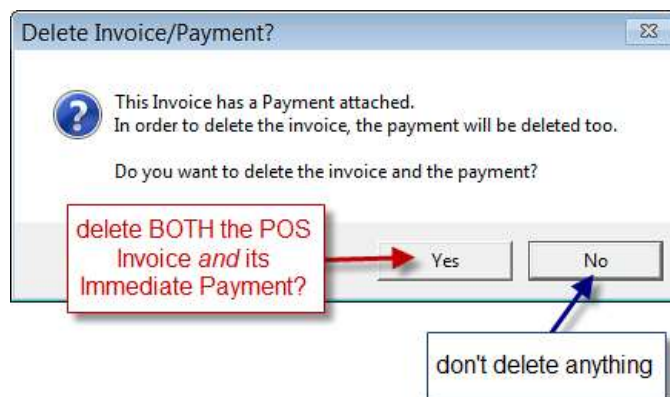 Delete Invoice/Payment?
This Invoice has a Payment attached.
In order to delete the invoice, the payment will be deleted too.
Do you want to delete the invoice and the payment?
delete BOTH the POS
Invoice and its
Immediate Payment?
Yes
No
don't delete anything